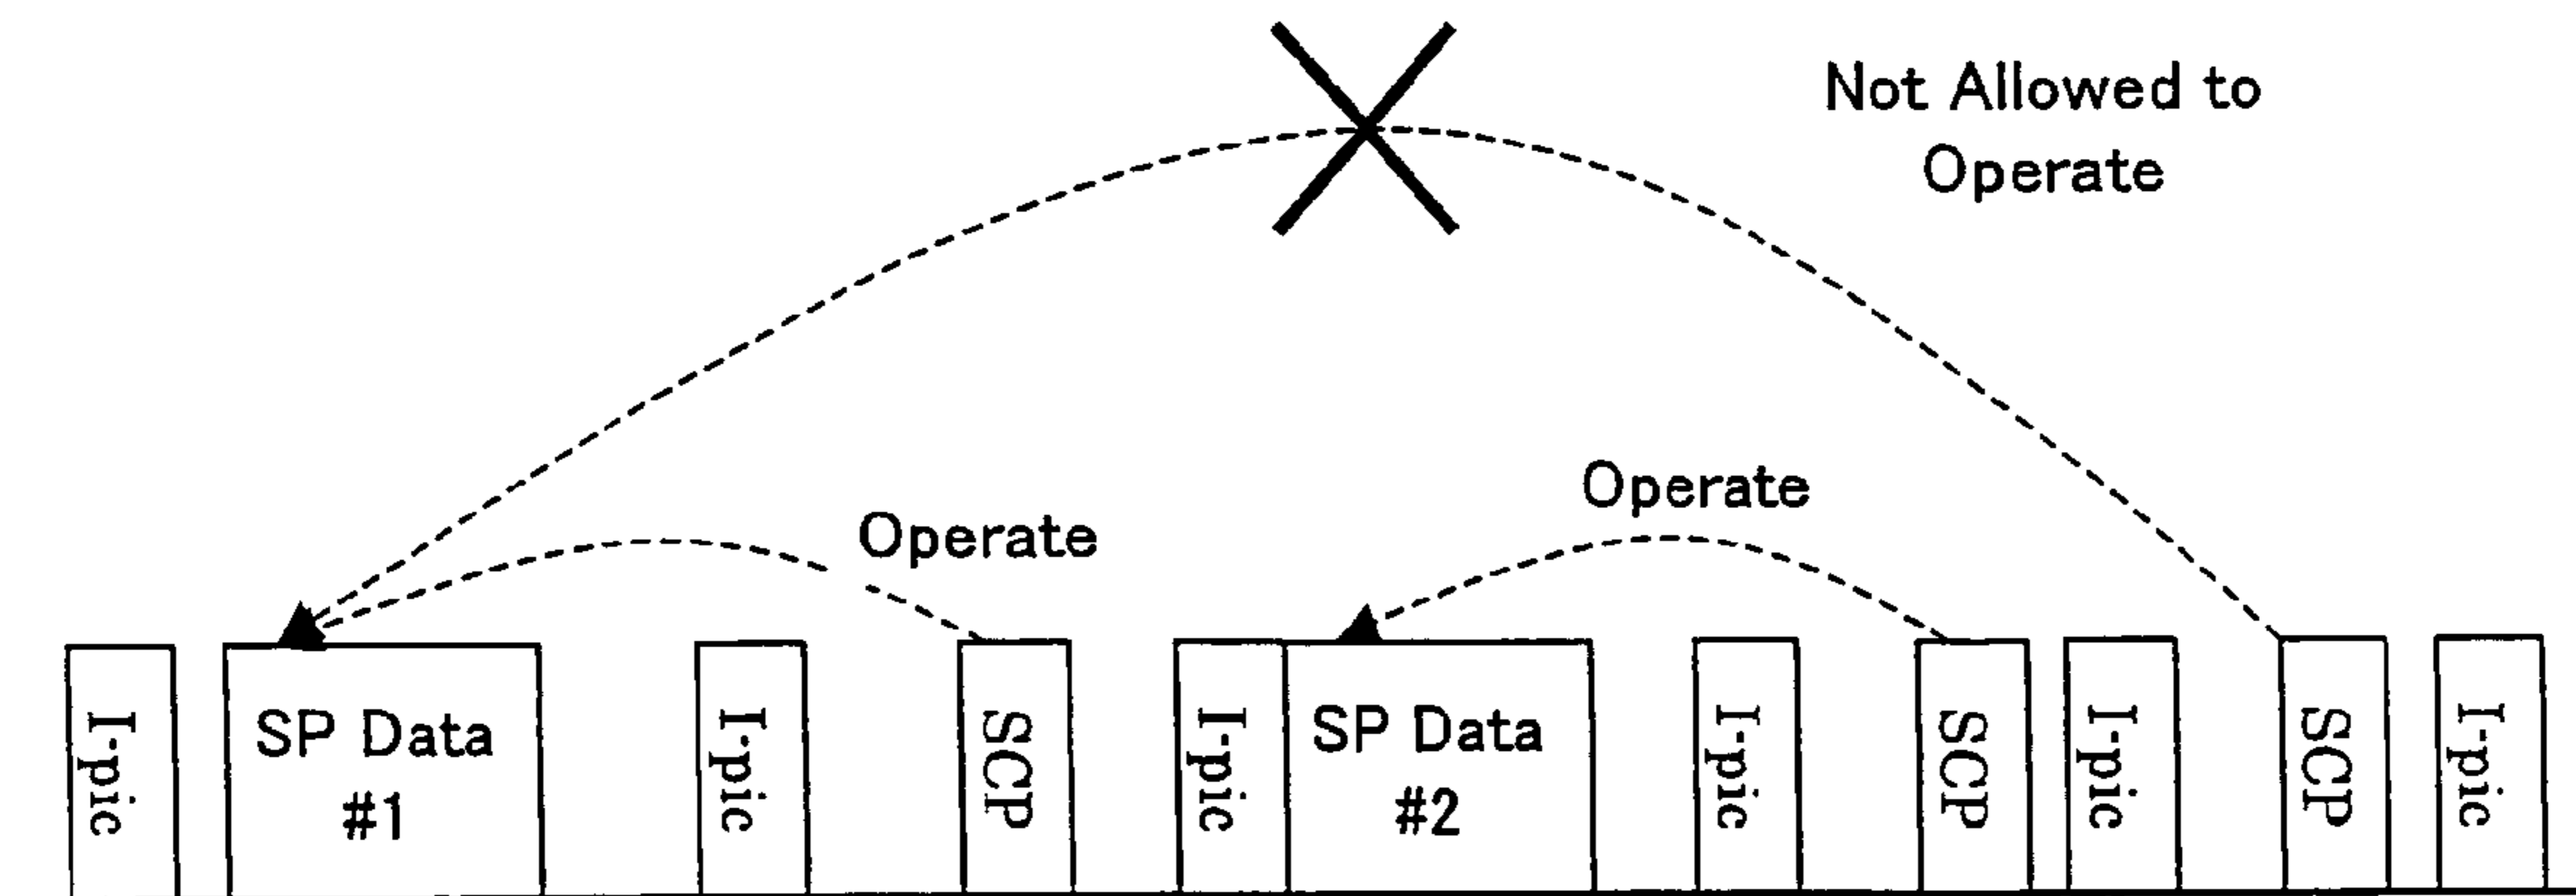 Not Allowed to
Operate
Operate
Operate
I-pic
SP Data
#1
I-pic
SCP
I-pic
SP Data
#2
I-pic
SCP
I-pic
SCP
I-pic